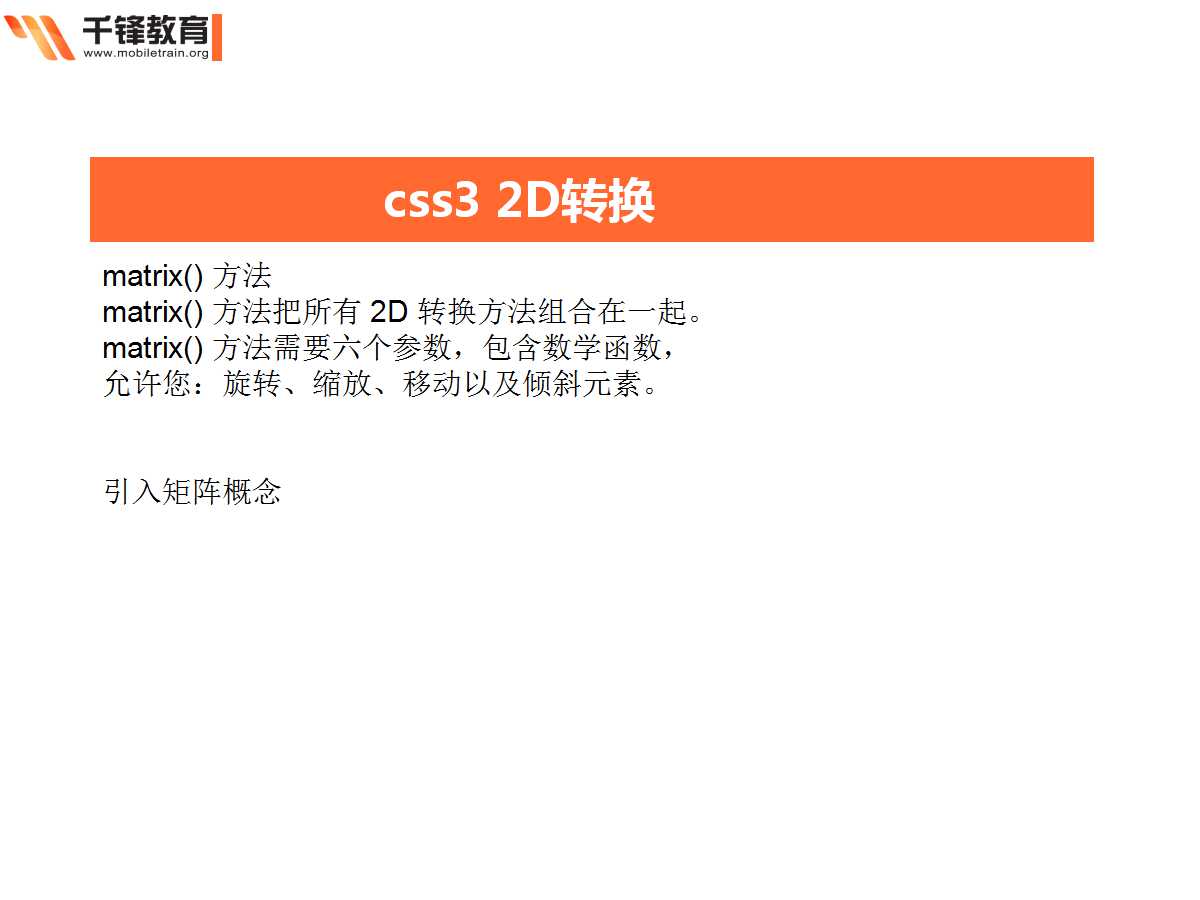 千锋教育
www.mobiletrain.org
css3 2D转换
matrix() 方法
matrix() 方法把所有 2D 转换方法组合在一起。
matrix() 方法需要六个参数，包含数学函数，
允许您：旋转、缩放、移动以及倾斜元素。
引入矩阵概念